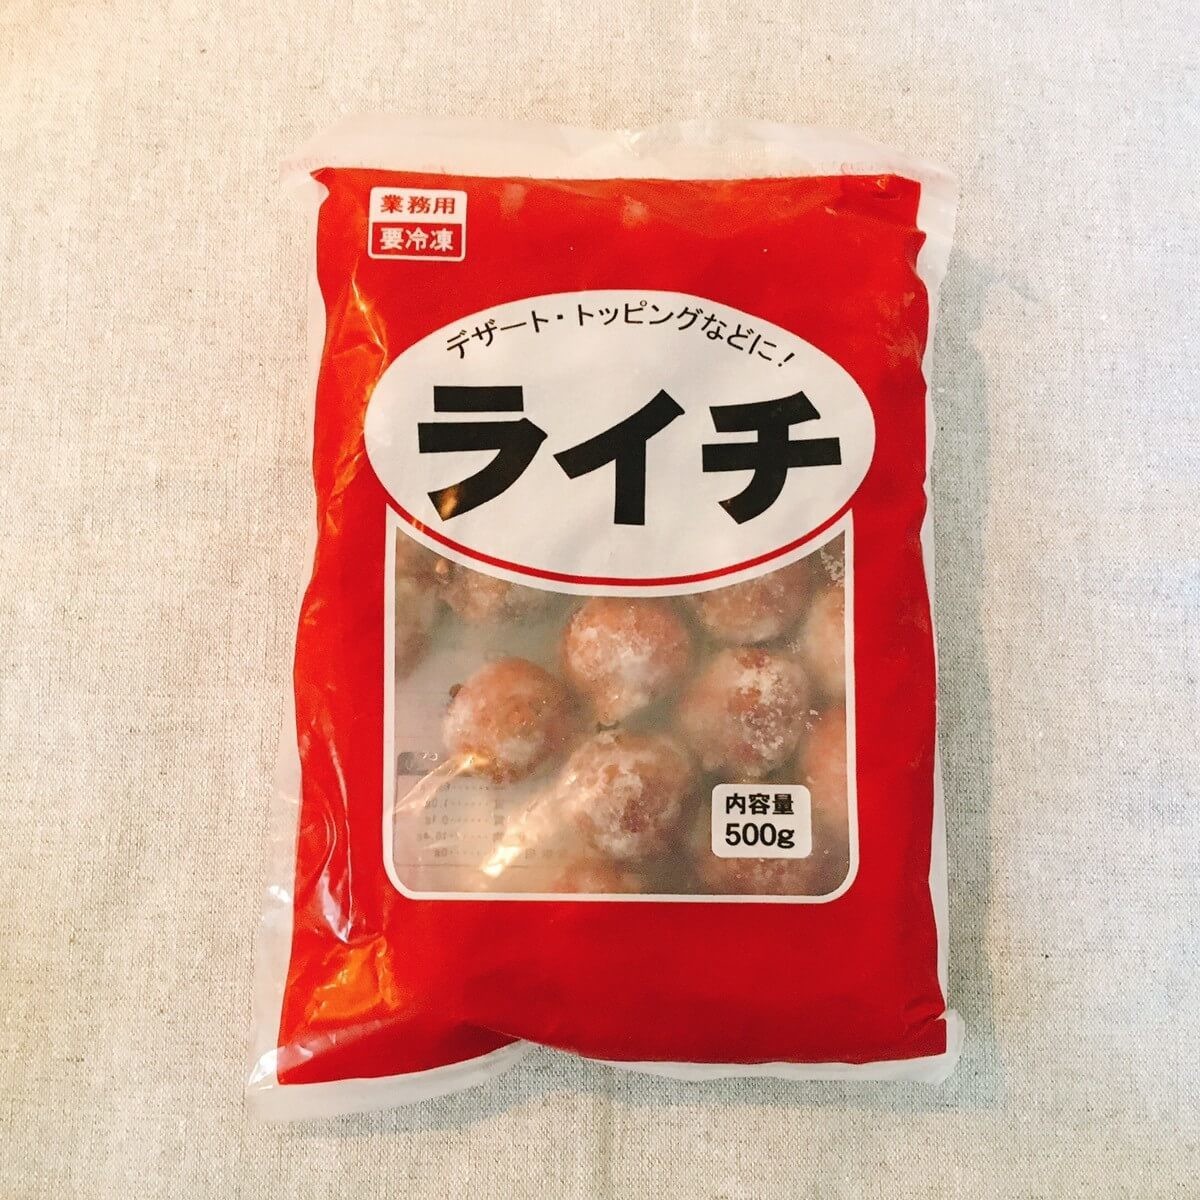 業務用
要冷凍
デザート・トッピングなどに!
ライチ
内容量
500g